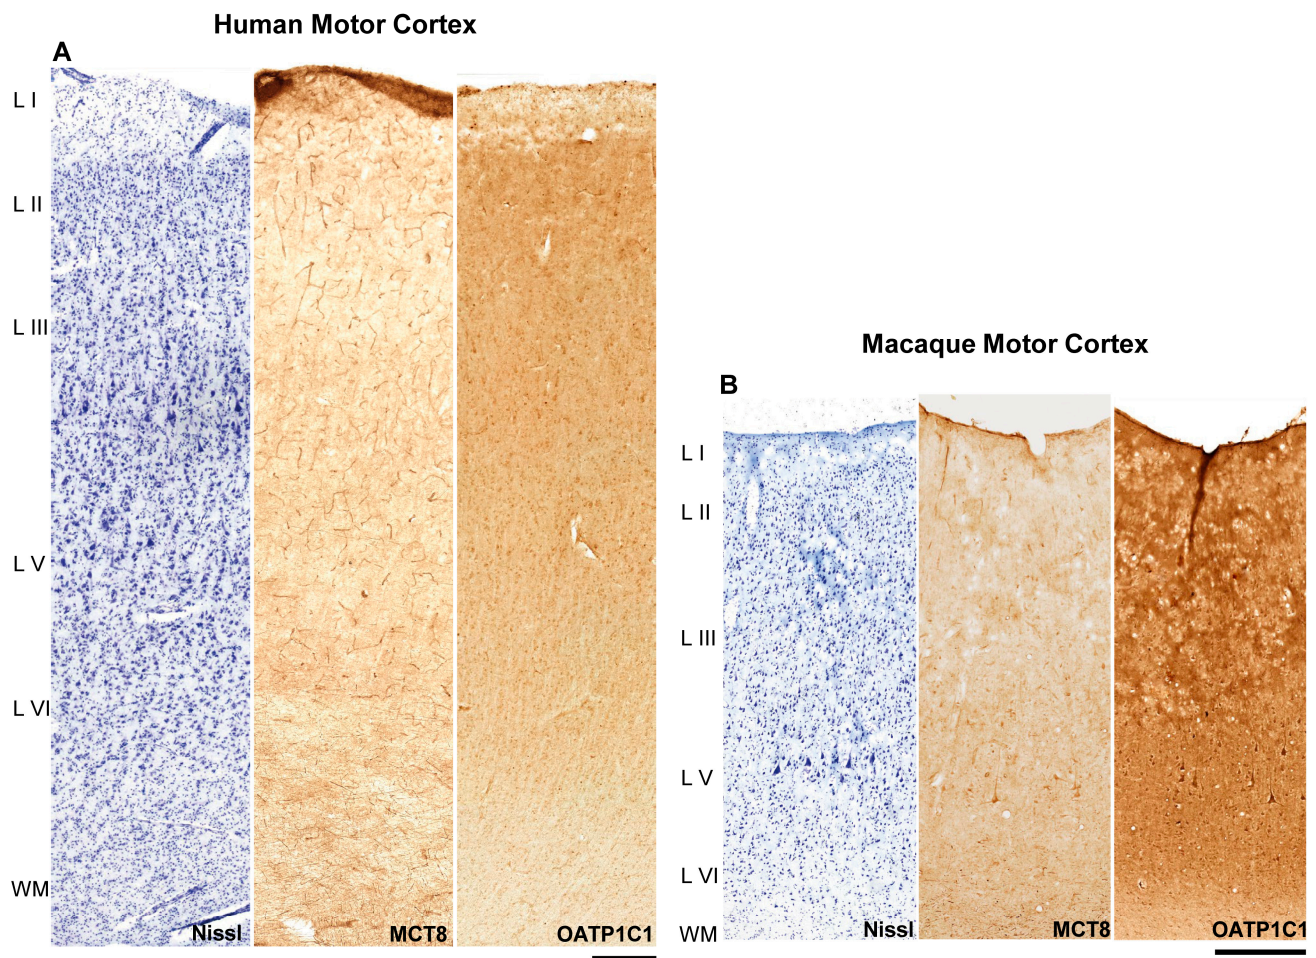 Human Motor Cortex
A
L I
L II
L III
L V
L VI
WM
Nissl
MCT8
OATP1C1
Macaque Motor Cortex
B
L I
L II
L III
L V
L VI
WM
Nissl
MCT8
OATP1C1